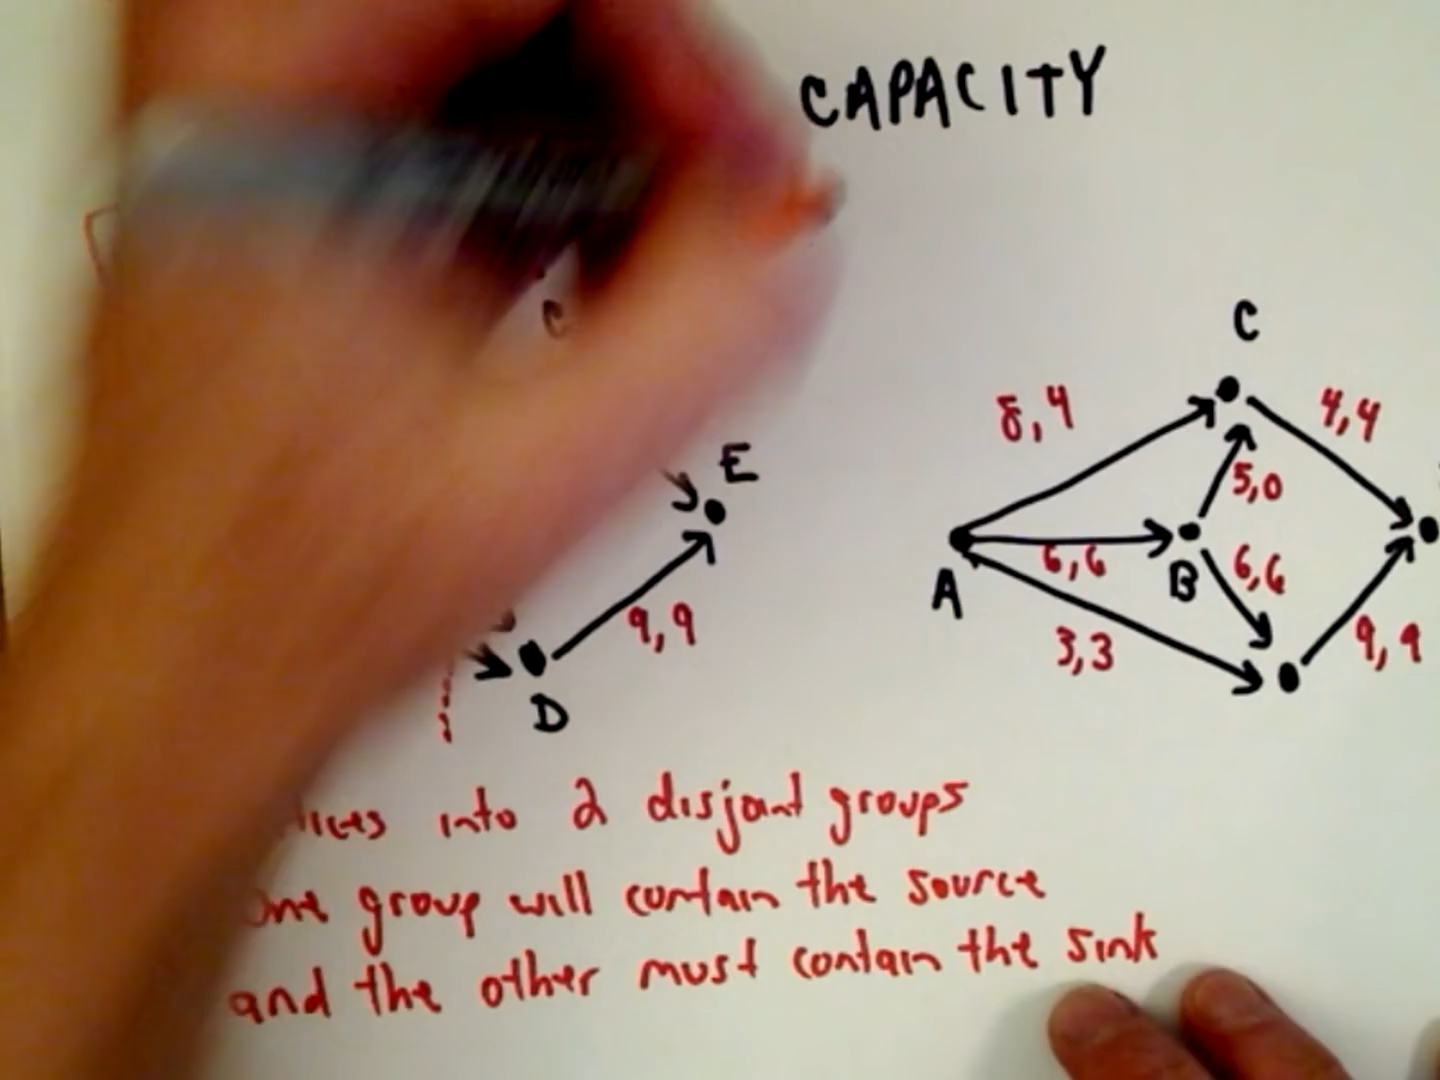 CAPACITY
C
C
8,4
4,4
E
5,0
6,6
6,6
B
A
9,9
3,3
9,9
D
into 2 disjoint groups
One group will contain the source
and the other must contain the sink